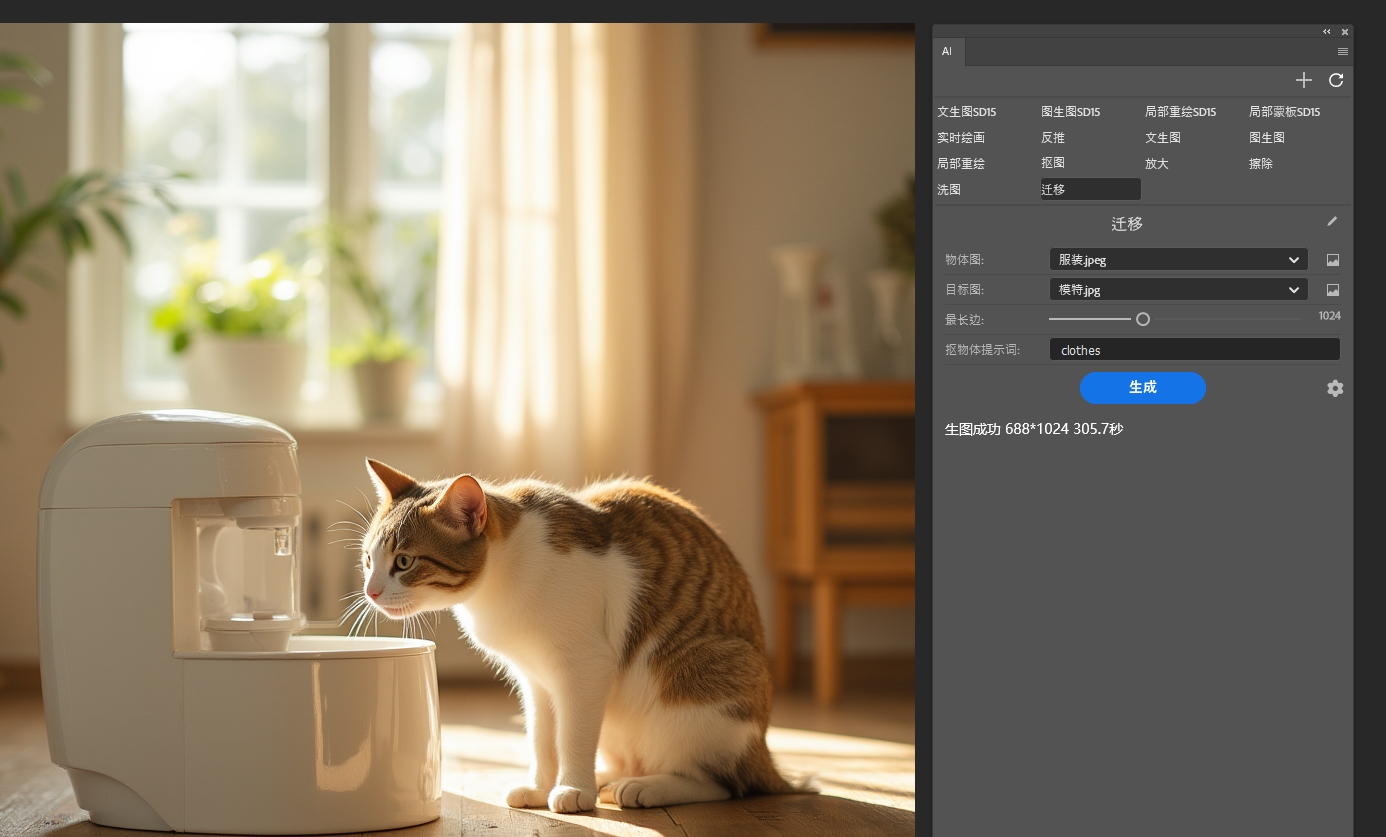 AI
文生图SD15 图生图SD15 局部重绘SD15 局部蒙板SD15
实时绘画 反推 文生图 图生图
局部重绘 抠图 放大 擦除
洗图 迁移
迁移
物体图: 服装.jpeg
目标图: 模特.jpg
最长边: 1024
抠物体提示词: clothes
生成
生图成功 688*1024 305.7秒